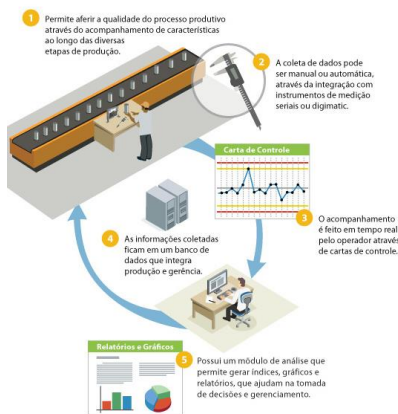 1
Permite aferir a qualidade do processo produtivo
através do acompanhamento de características
ao longo das diversas
etapas de produção.
2
A coleta de dados pode
ser manual ou automática,
através da integração com
instrumentos de medição
seriais ou digimatic.
Carta de Controle
3
O acompanhamento
é feito em tempo real
pelo operador através
de cartas de controle.
4
As informações coletadas
ficam em um banco de
dados que integra
produção e gerência.
Relatórios e Gráficos
5
Possui um módulo de análise que
permite gerar índices, gráficos e
relatórios, que ajudam na tomada
de decisões e gerenciamento.